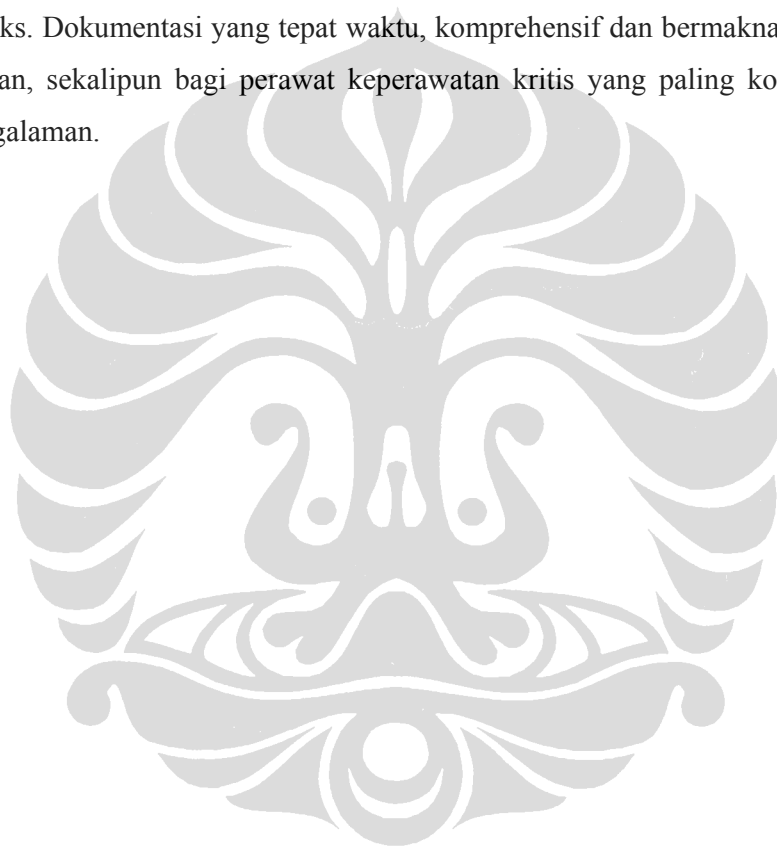 ks. Dokumentasi yang tepat waktu, komprehensif dan bermakna
an, sekalipun bagi perawat keperawatan kritis yang paling ko
galaman.